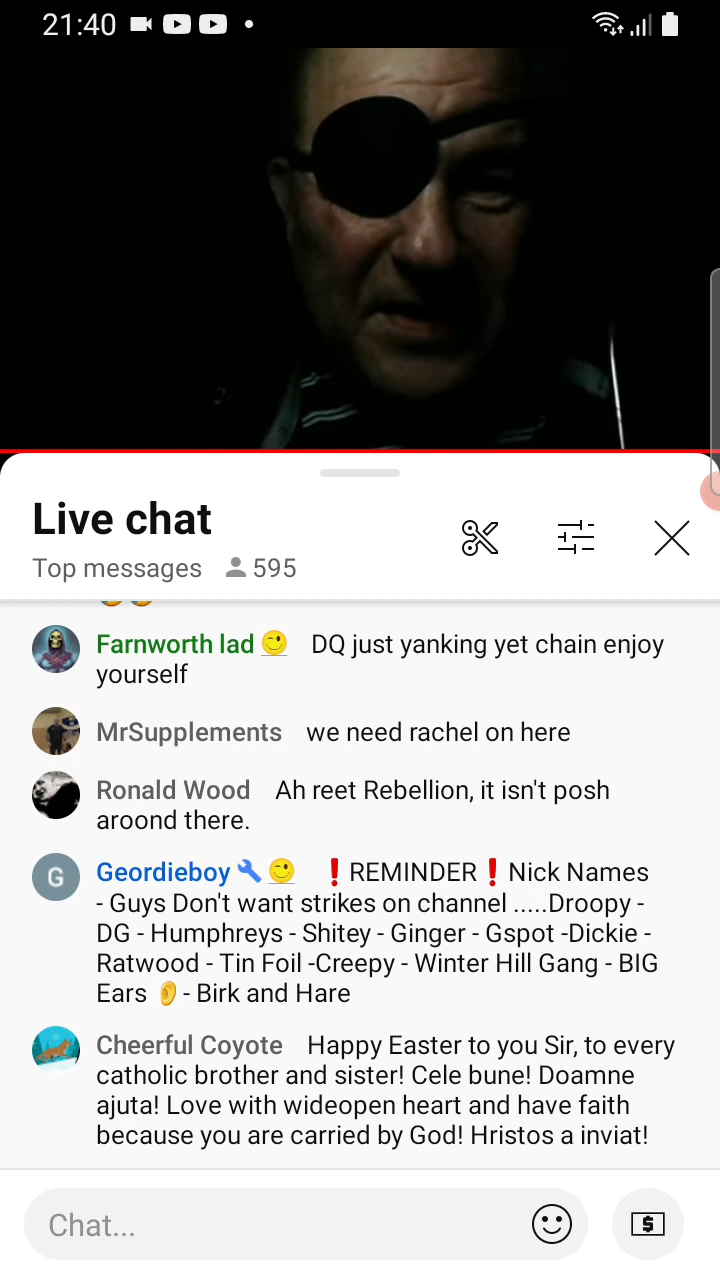 21:40
Live chat
Top messages 595
Farnworth lad DQ just yanking yet chain enjoy
yourself
MrSupplements we need rachel on here
Ronald Wood Ah reet Rebellion, it isn't posh
aroond there.
G Geordieboy ❗REMINDER❗Nick Names
- Guys Don't want strikes on channel .....Droopy -
DG - Humphreys - Shitey - Ginger - Gspot -Dickie -
Ratwood - Tin Foil -Creepy - Winter Hill Gang - BIG
Ears 👂- Birk and Hare
Cheerful Coyote Happy Easter to you Sir, to every
catholic brother and sister! Cele bune! Doamne
ajuta! Love with wideopen heart and have faith
because you are carried by God! Hristos a inviat!
Chat...
$